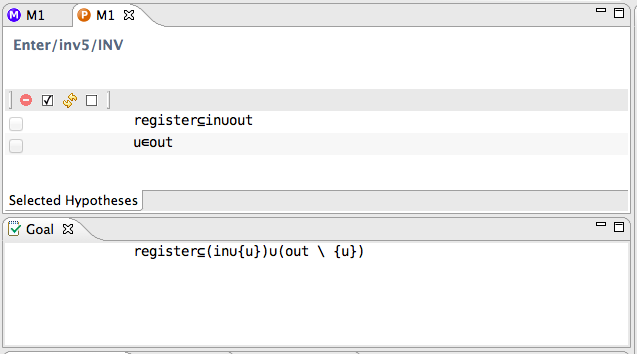 M M1
P M1
Enter/inv5/INV
register⊆in∪out
u∈out
Selected Hypotheses
Goal
register⊆(in∪{u})∪(out \ {u})